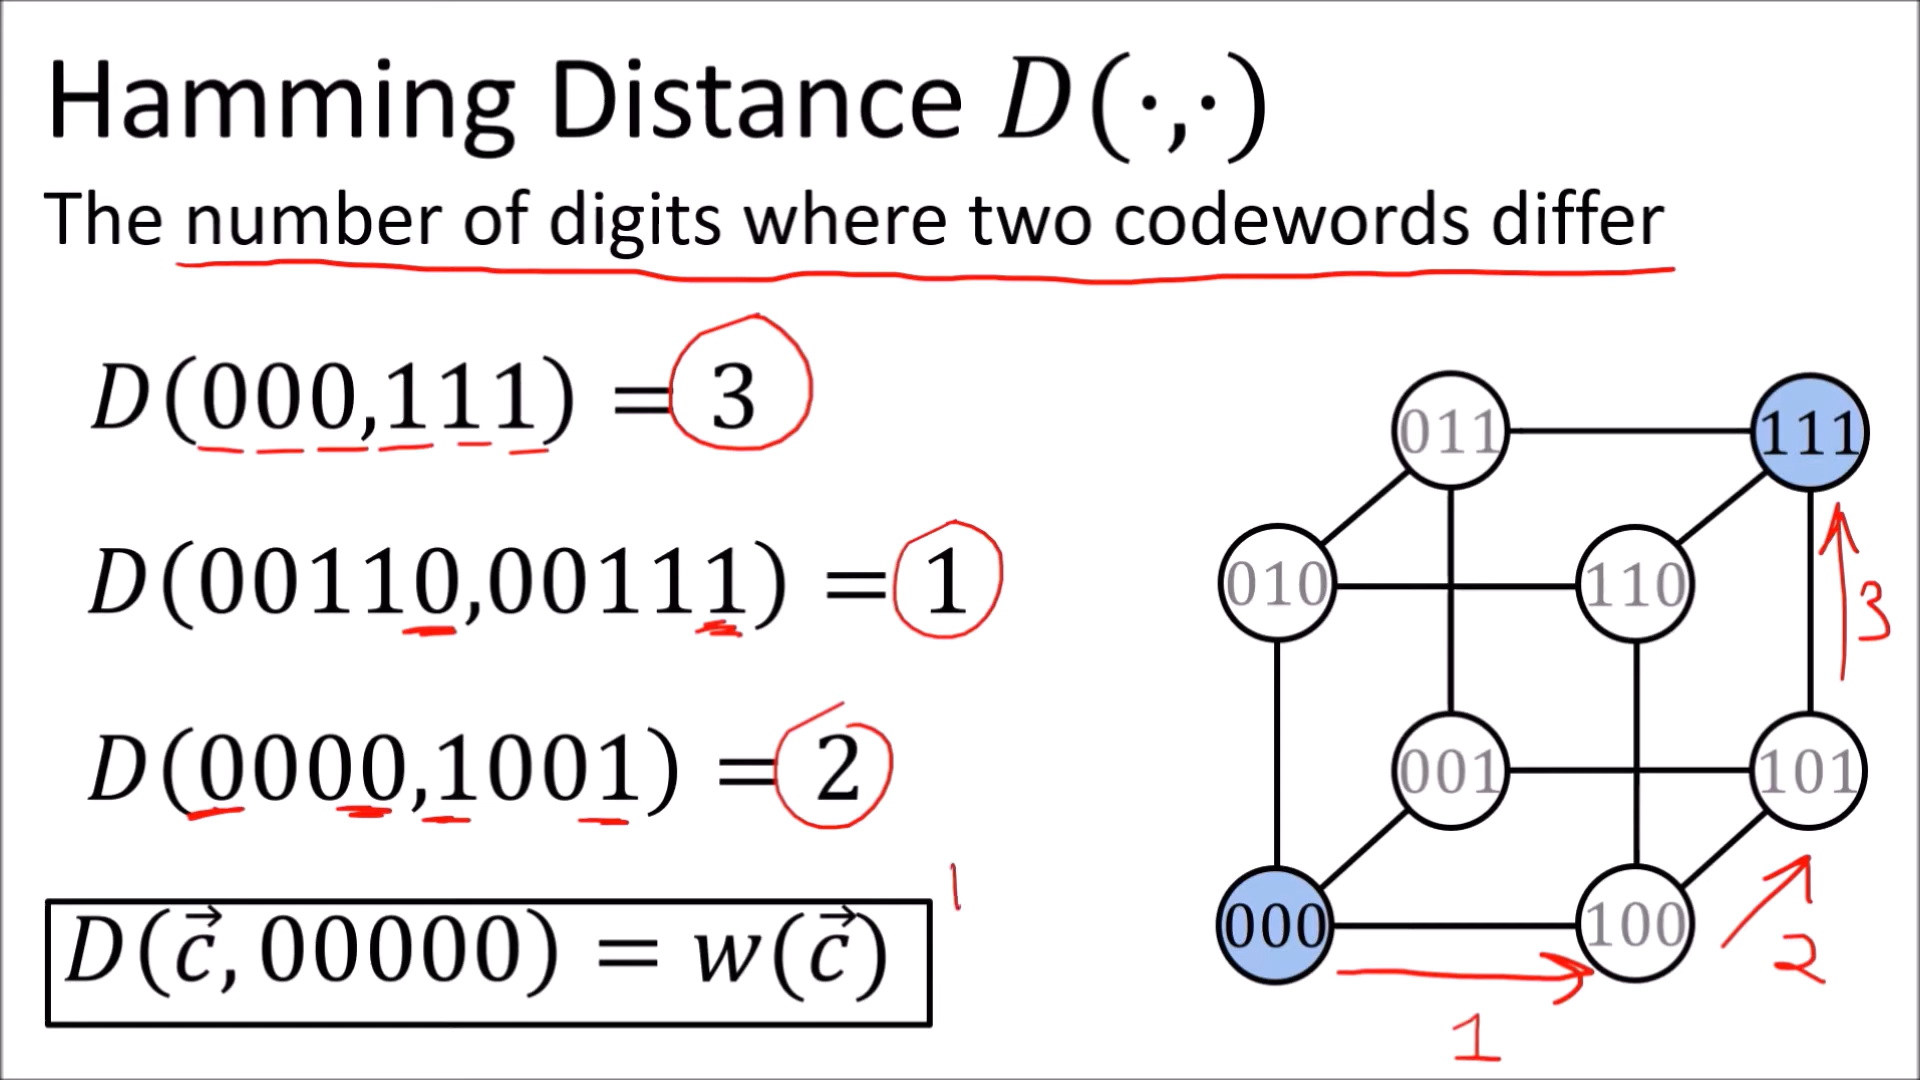 Hamming Distance D(·,·)
The number of digits where two codewords differ
D(000,111) = 3
D(00110,00111) = 1
D(0000,1001) = 2
D(c⃗, 00000) = w(c⃗)
1
011
111
010
110
3
001
101
000
100
2
1